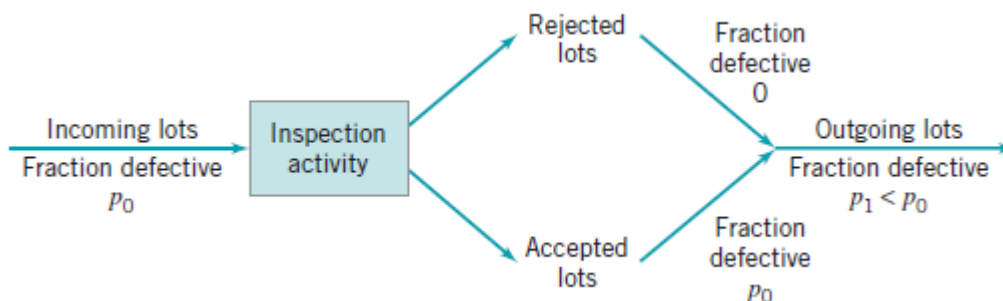 Incoming lots
Fraction defective
p₀
Inspection
activity
Rejected
lots
Fraction
defective
0
Accepted
lots
Fraction
defective
p₀
Outgoing lots
Fraction defective
p₁ < p₀